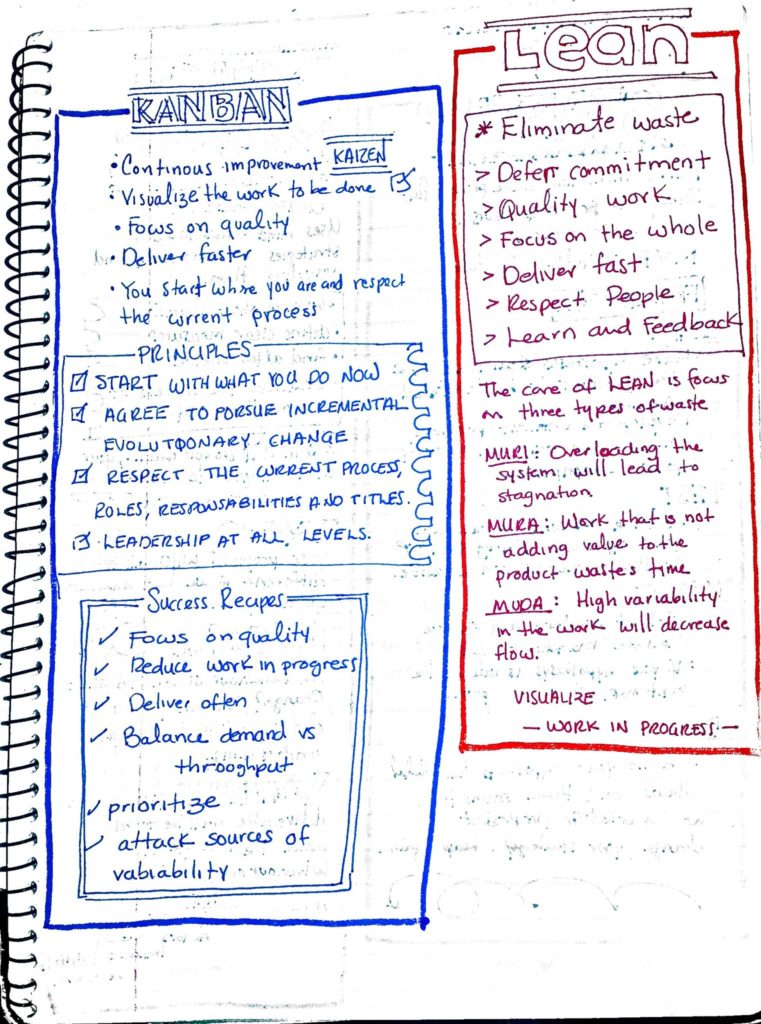 KANBAN
• Continous improvement KAIZEN
• Visualize the work to be done
• Focus on quality
• Deliver faster
• You start where you are and respect
the current process
PRINCIPLES
START WITH WHAT YOU DO NOW
AGREE TO PURSUE INCREMENTAL
EVOLUTIONARY CHANGE
RESPECT THE CURRENT PROCESS,
ROLES, RESPONSABILITIES AND TITLES.
LEADERSHIP AT ALL LEVELS.
Success Recipes
✓ Focus on quality
✓ Reduce work in progress
✓ Deliver often
✓ Balance demand vs
throoghput
✓ prioritize
✓ attack sources of
vabiability
Lean
* Eliminate waste
> Deferr commitment
> Quality work
> Focus on the whole
> Deliver fast
> Respect People
> Learn and Feedback
The core of LEAN is focus
on three types of waste
MURI: Overloading the
system will lead to
stagnation
MURA: Work that is not
adding value to the
product wastes time
MUDA: High variability
in the work will decrease
flow.
VISUALIZE
— WORK IN PROGRESS. —